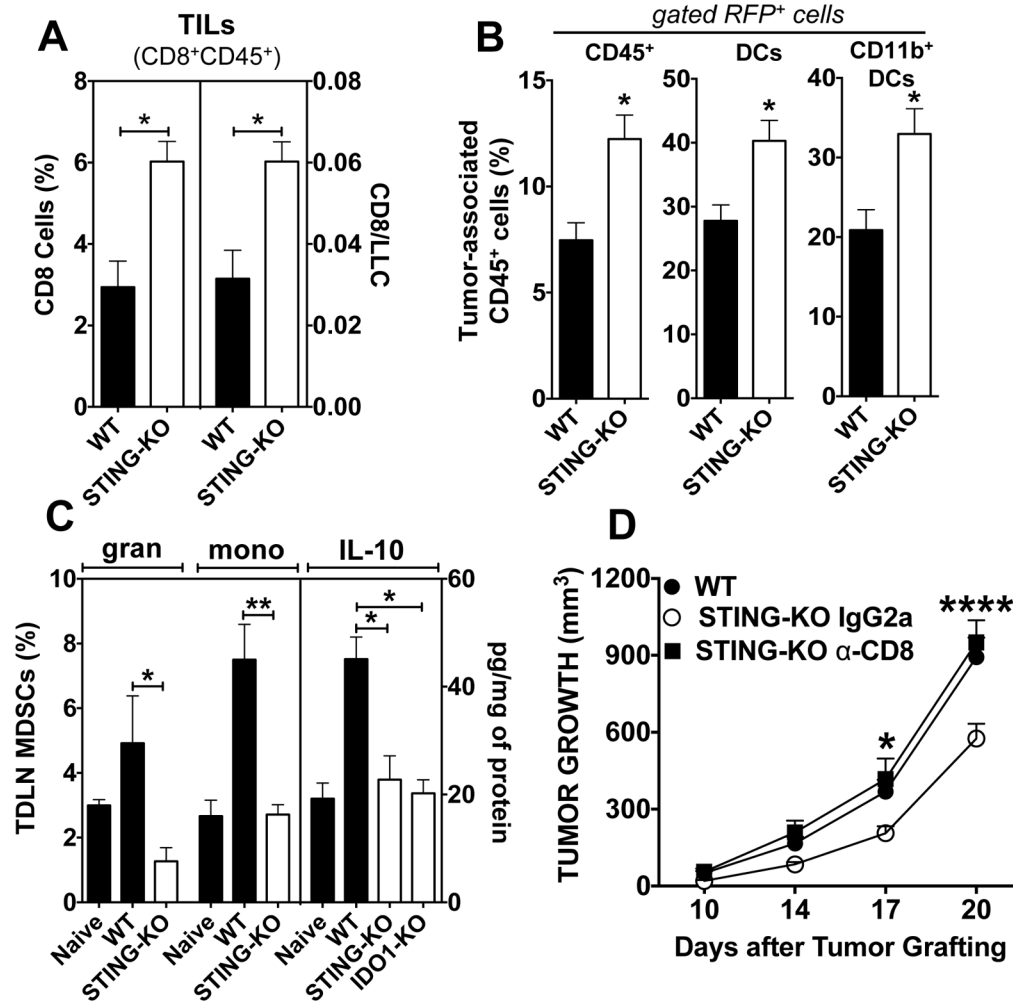 A
TILs
(CD8⁺CD45⁺)
CD8 Cells (%)
8
6
4
2
0
0.08
0.06
0.04
0.02
0.00
CD8/LLC
*
*
WT
STING-KO
WT
STING-KO
B
gated RFP⁺ cells
Tumor-associated
CD45⁺ cells (%)
CD45⁺
15
10
5
0
*
WT
STING-KO
DCs
50
40
30
20
10
0
*
WT
STING-KO
CD11b⁺
DCs
40
30
20
10
0
*
WT
STING-KO
C
gran
mono
IL-10
TDLN MDSCs (%)
10
8
6
4
2
0
60
40
20
0
pg/mg of protein
*
**
*
*
Naive
WT
STING-KO
Naive
WT
STING-KO
Naive
WT
STING-KO
IDO1-KO
D
TUMOR GROWTH (mm³)
1200
900
600
300
0
WT
STING-KO IgG2a
STING-KO α-CD8
*
****
10
14
17
20
Days after Tumor Grafting